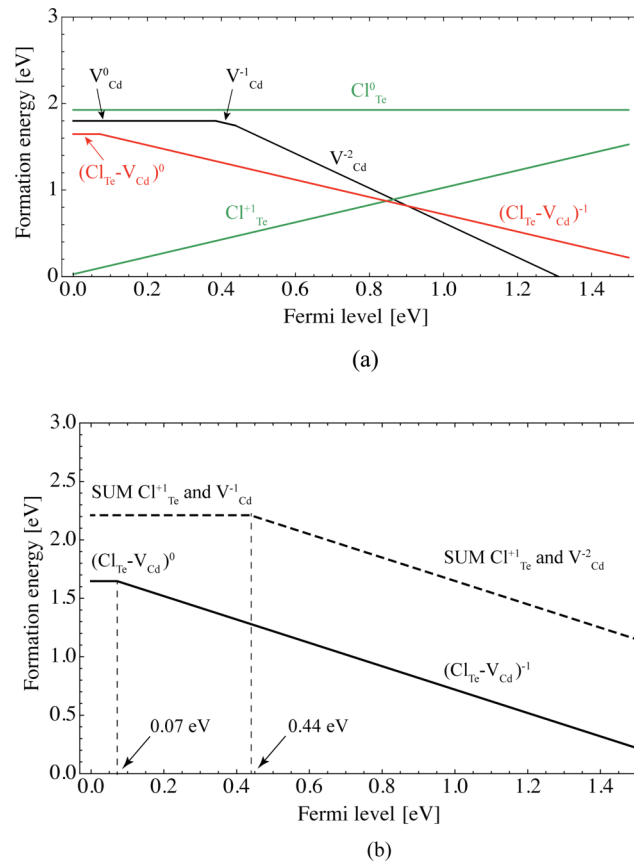 V⁰Cd
V⁻¹Cd
Cl⁰Te
V⁻²Cd
(ClTe-VCd)⁰
Cl⁺¹Te
(ClTe-VCd)⁻¹
Formation energy [eV]
3
2
1
0
0.0 0.2 0.4 0.6 0.8 1.0 1.2 1.4
Fermi level [eV]
(a)
Formation energy [eV]
3.0
2.5
2.0
1.5
1.0
0.5
0.0
SUM Cl⁺¹Te and V⁻¹Cd
(ClTe-VCd)⁰
SUM Cl⁺¹Te and V⁻²Cd
(ClTe-VCd)⁻¹
0.07 eV
0.44 eV
0.0 0.2 0.4 0.6 0.8 1.0 1.2 1.4
Fermi level [eV]
(b)